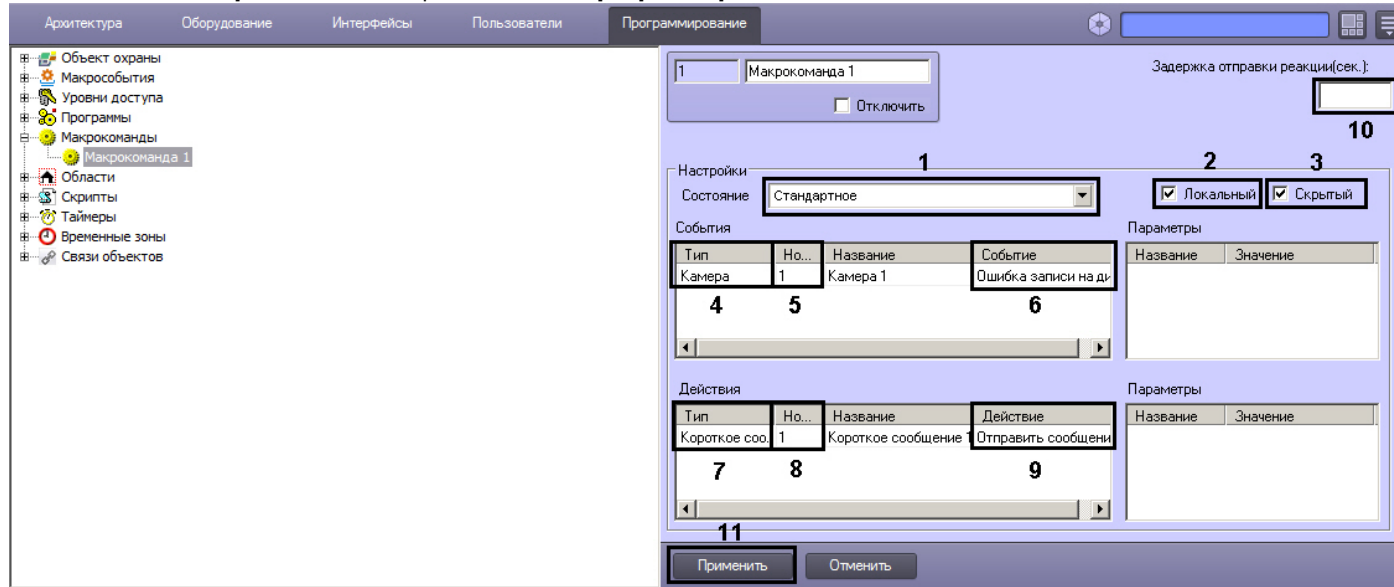 Архитектура Оборудование Интерфейсы Пользователи Программирование
Объект охраны
Макрособытия
Уровни доступа
Программы
Макрокоманды
Макрокоманда 1
Области
Скрипты
Таймеры
Временные зоны
Связи объектов
1 Макрокоманда 1
Отключить
Задержка отправки реакции(сек.):
10
Настройки
1 2 3
Состояние Стандартное Локальный Скрытый
События Параметры
Тип Но... Название Событие Название Значение
Камера 1 Камера 1 Ошибка записи на ди
4 5 6
Действия Параметры
Тип Но... Название Действие Название Значение
Короткое соо. 1 Короткое сообщение 1 Отправить сообщени
7 8 9
11
Применить Отменить